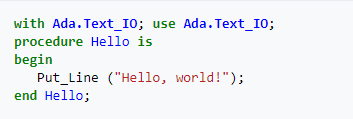 with Ada.Text_IO; use Ada.Text_IO;
procedure Hello is
begin
   Put_Line ("Hello, world!");
end Hello;